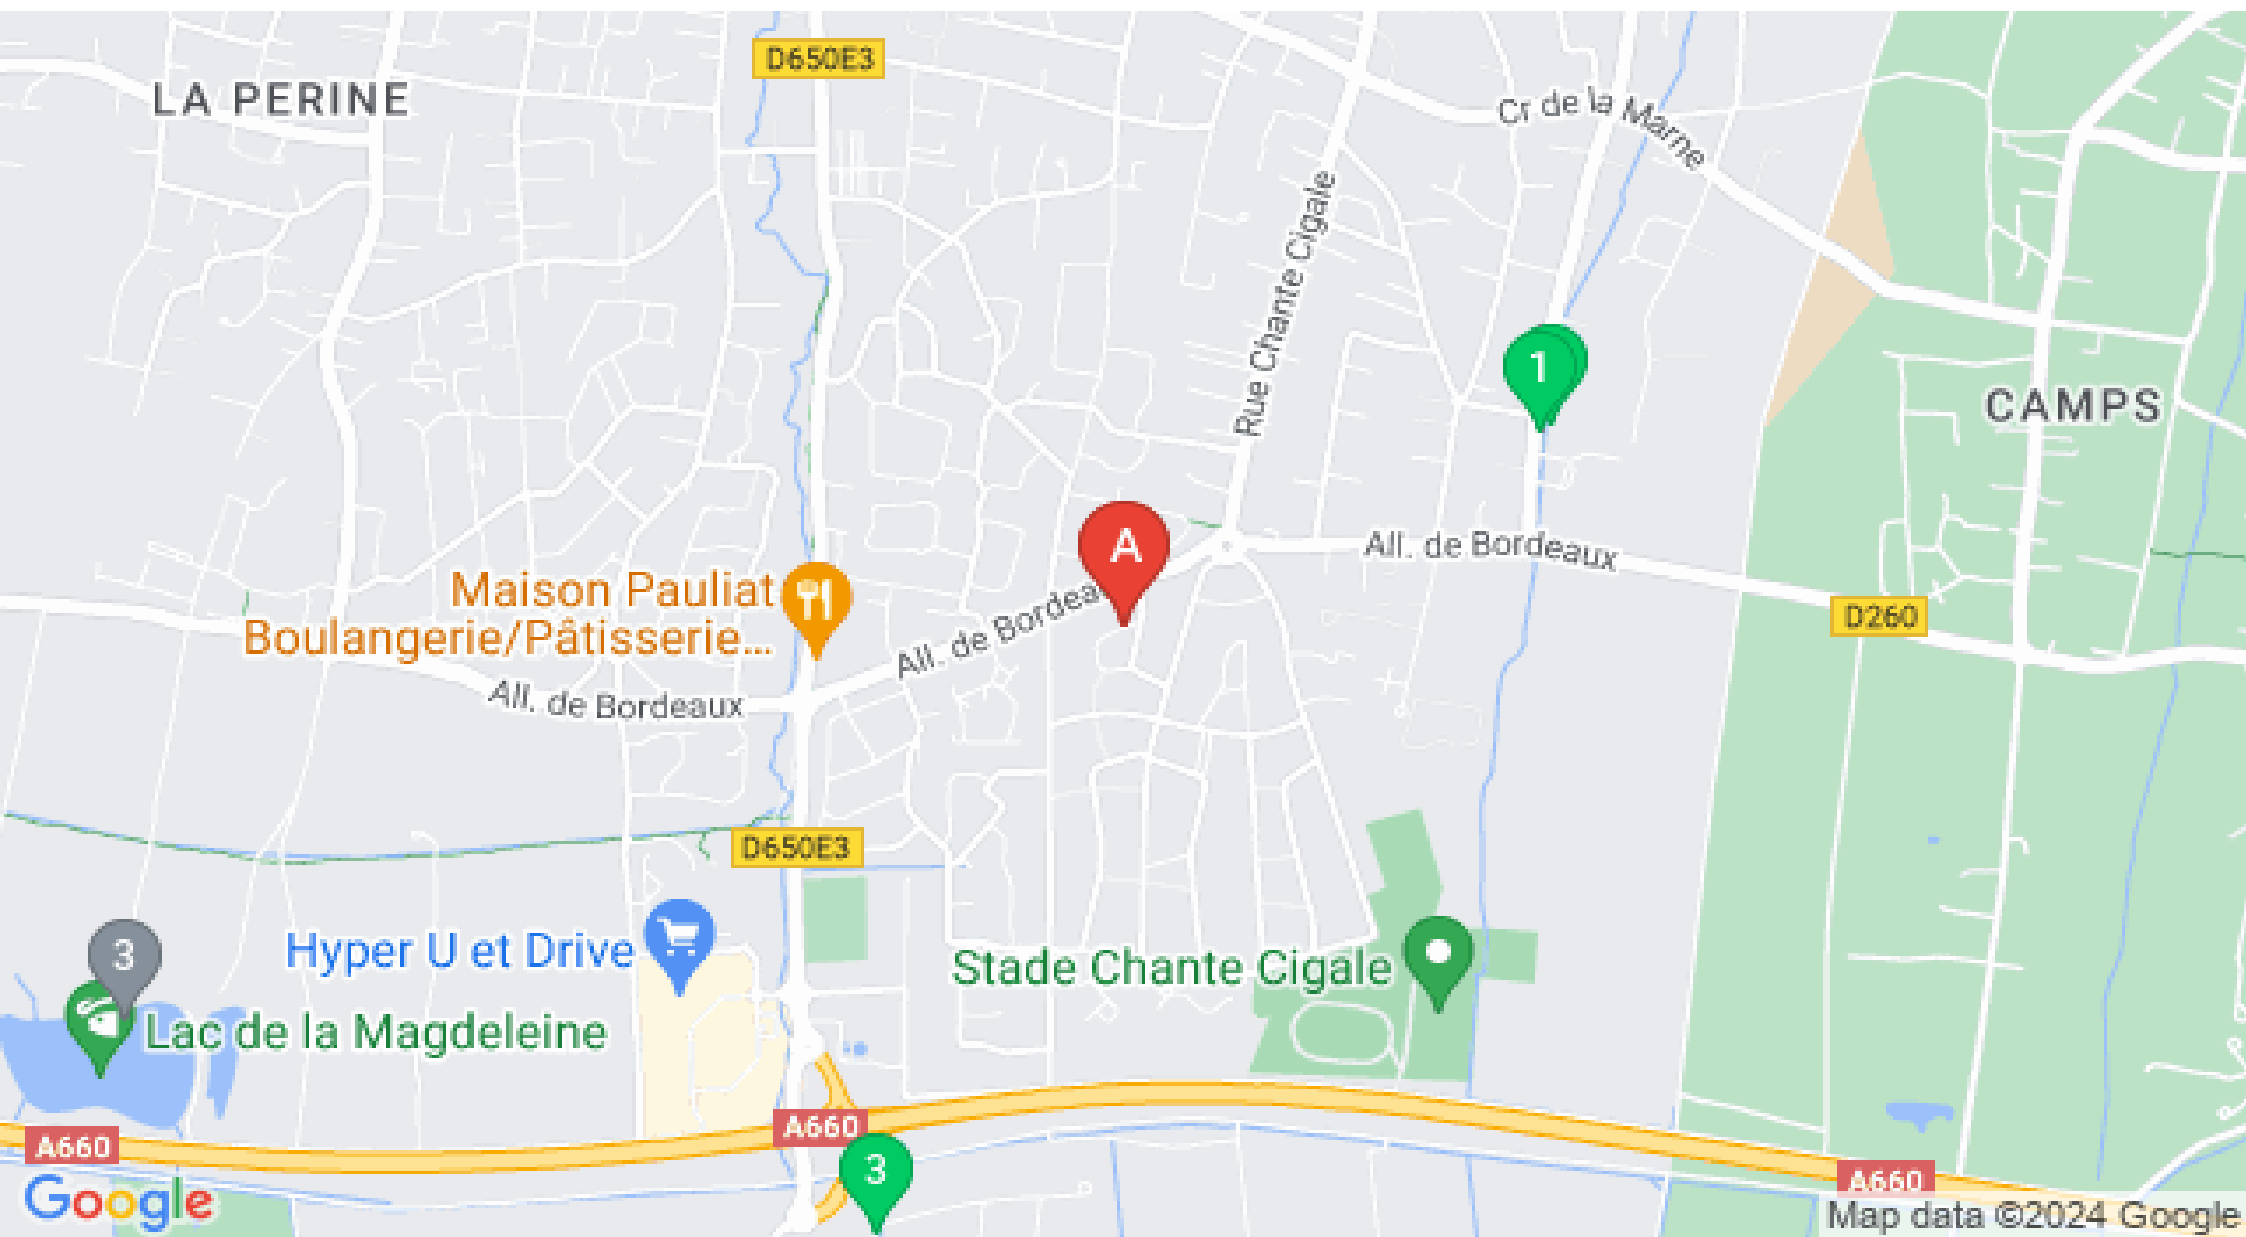 D650E3
LA PERINE
Cr de la Marne
Rue Chante Cigale
1
CAMPS
A
All. de Bordeaux
Maison Pauliat
Boulangerie/Pâtisserie...
All. de Bordea
D260
All. de Bordeaux
D650E3
3
Hyper U et Drive
Stade Chante Cigale
Lac de la Magdeleine
A660
A660
3
A660
Google
Map data ©2024 Google